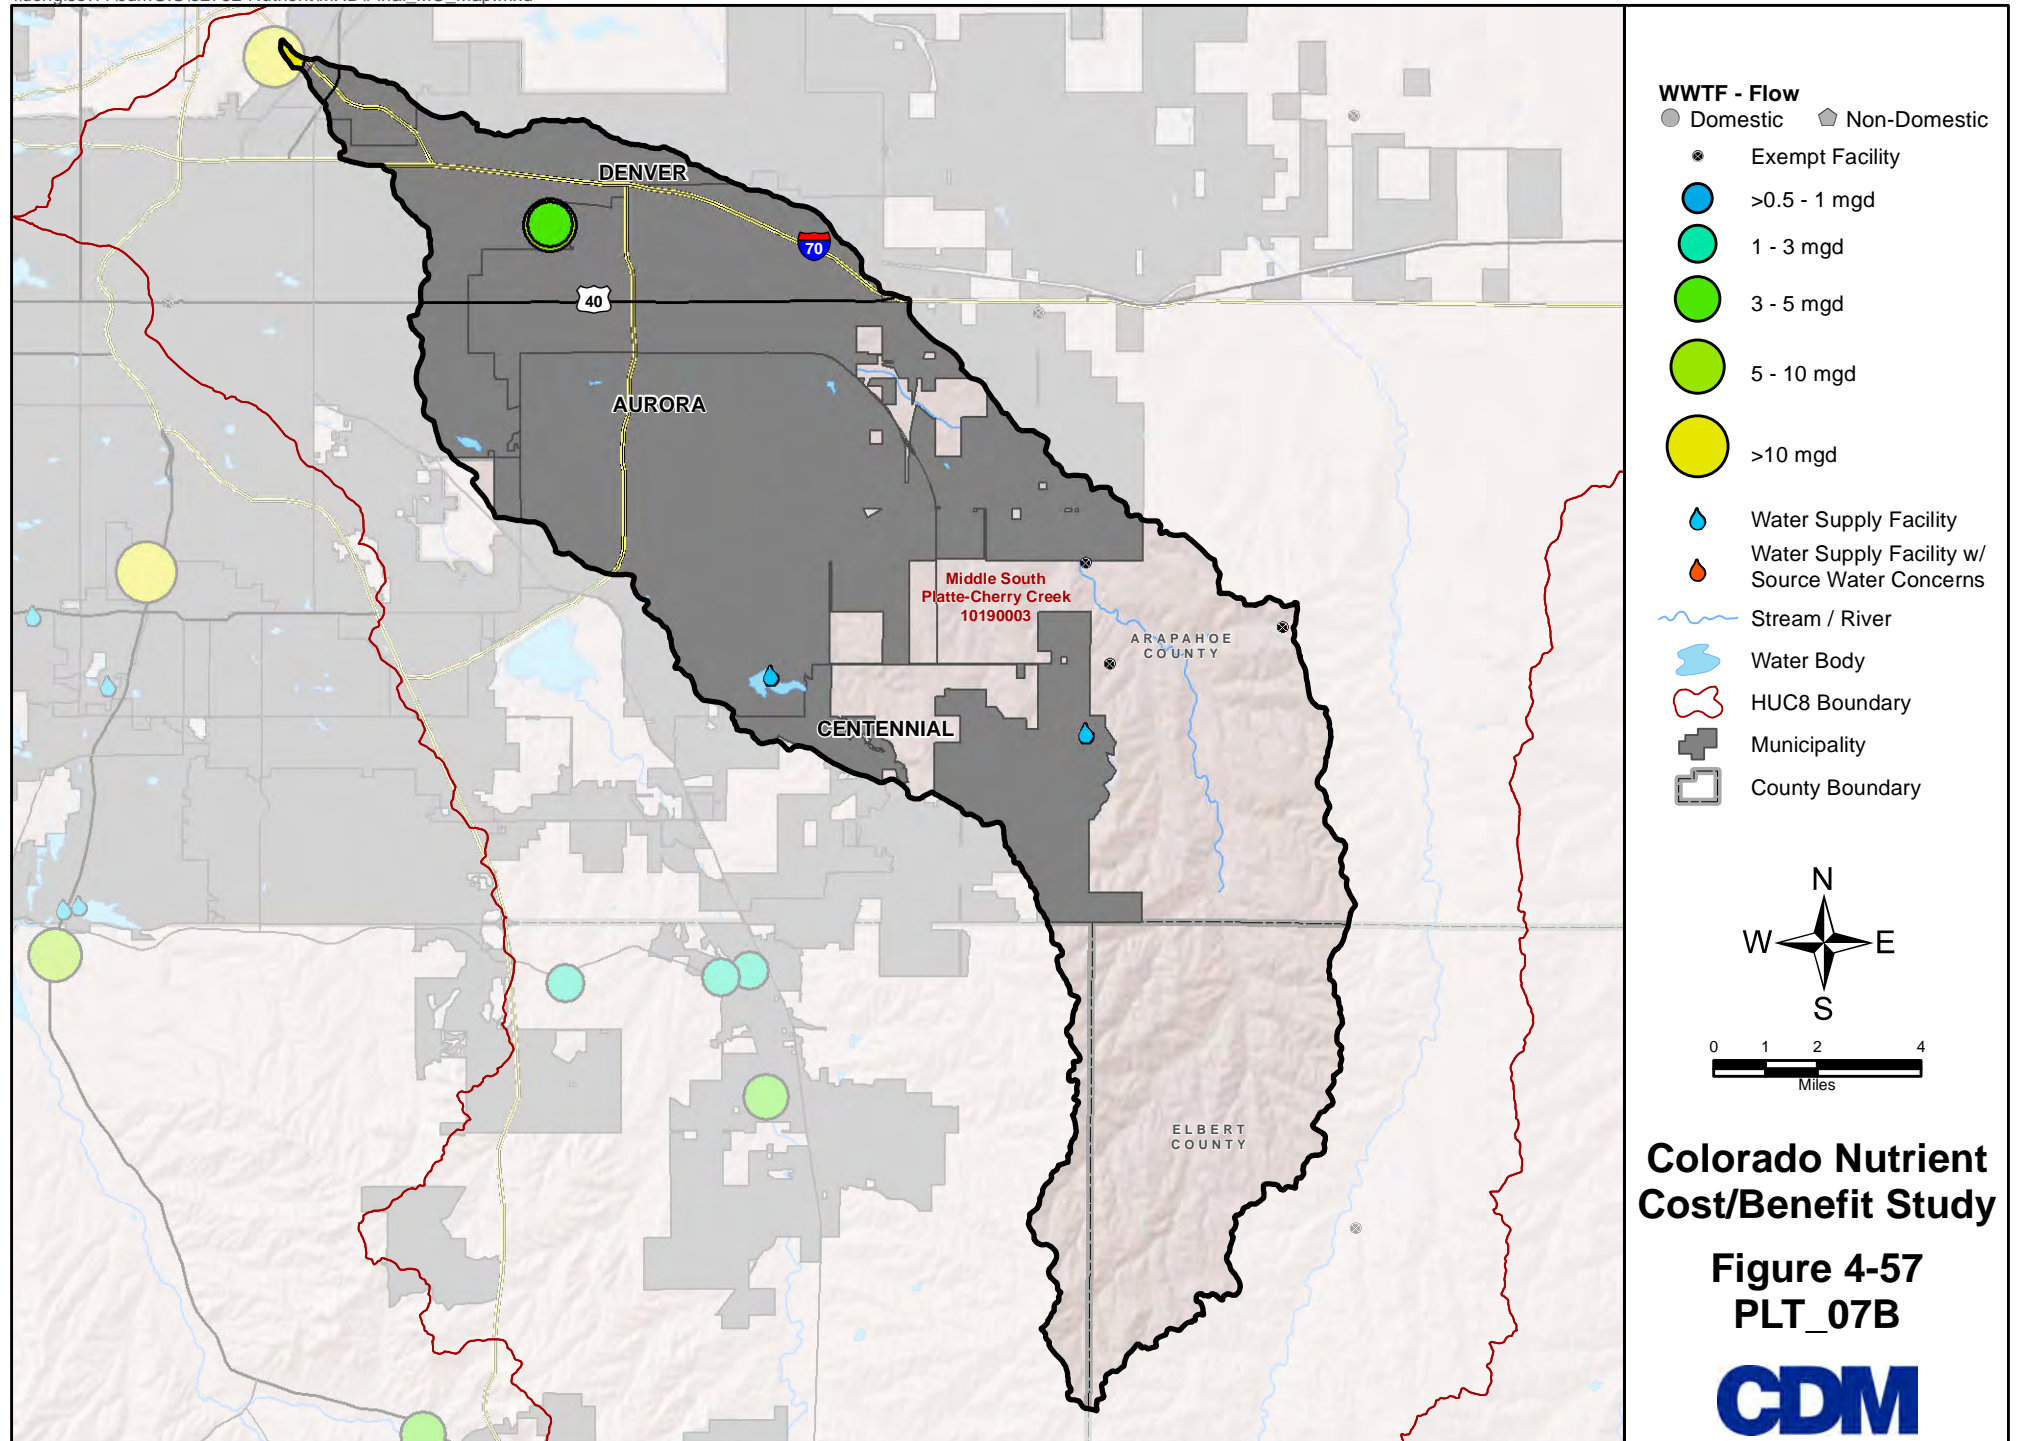 DENVER
70
40
AURORA
Middle South
Platte-Cherry Creek
10190003
ARAPAHOE
COUNTY
CENTENNIAL
ELBERT
COUNTY
WWTF - Flow
Domestic
Non-Domestic
Exempt Facility
>0.5 - 1 mgd
1 - 3 mgd
3 - 5 mgd
5 - 10 mgd
>10 mgd
Water Supply Facility
Water Supply Facility w/
Source Water Concerns
Stream / River
Water Body
HUC8 Boundary
Municipality
County Boundary
N
W
E
S
0 1 2 4
Miles
Colorado Nutrient
Cost/Benefit Study
Figure 4-57
PLT_07B
CDM